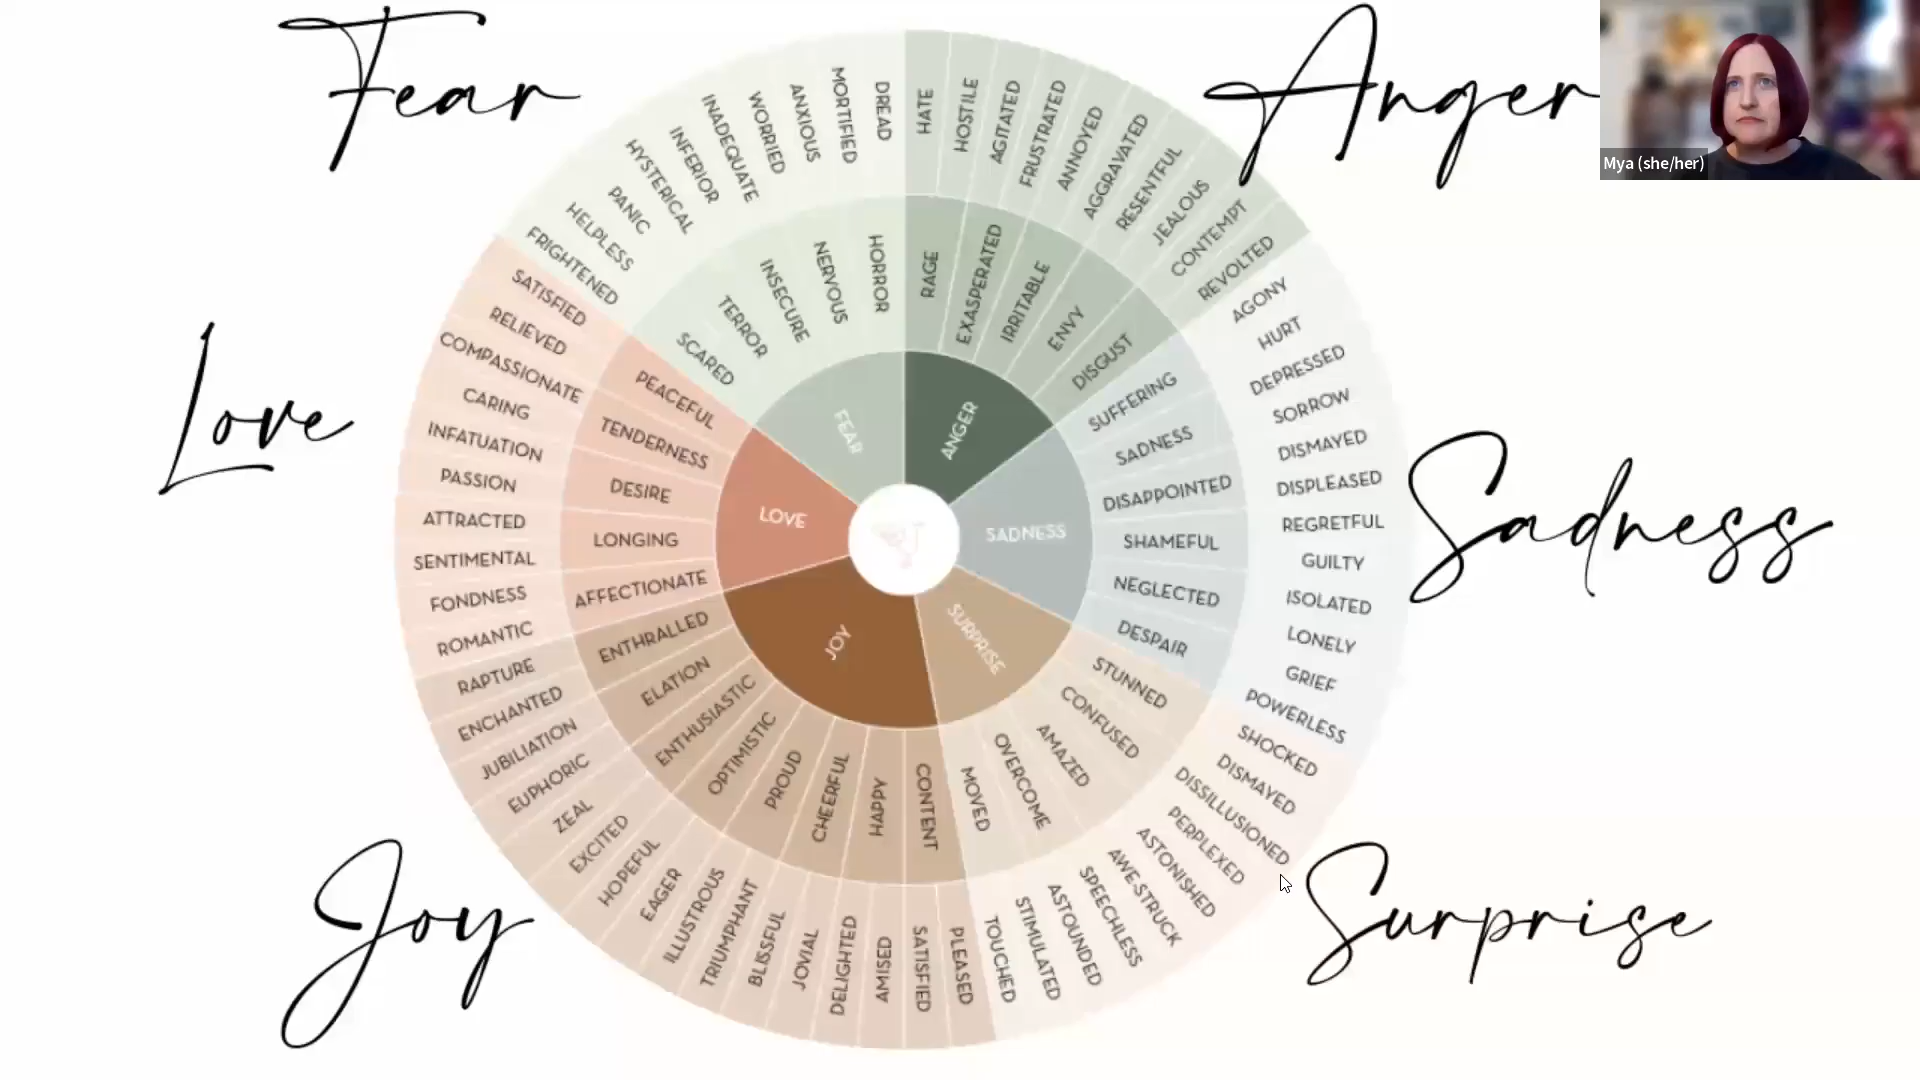 Fear
Anger
Mya (she/her)
Love
Sadness
Joy
Surprise
FEAR
ANGER
SADNESS
SURPRISE
JOY
LOVE
SCARED
TERROR
INSECURE
NERVOUS
HORROR
RAGE
EXASPERATED
IRRITABLE
ENVY
DISGUST
SUFFERING
SADNESS
DISAPPOINTED
SHAMEFUL
NEGLECTED
DESPAIR
STUNNED
CONFUSED
AMAZED
OVERCOME
MOVED
CONTENT
HAPPY
CHEERFUL
PROUD
OPTIMISTIC
ENTHUSIASTIC
ELATION
ENTHRALLED
AFFECTIONATE
LONGING
DESIRE
TENDERNESS
PEACEFUL
FRIGHTENED
HELPLESS
PANIC
HYSTERICAL
INFERIOR
INADEQUATE
WORRIED
ANXIOUS
MORTIFIED
DREAD
HATE
HOSTILE
AGITATED
FRUSTRATED
ANNOYED
AGGRAVATED
RESENTFUL
JEALOUS
CONTEMPT
REVOLTED
AGONY
HURT
DEPRESSED
SORROW
DISMAYED
DISPLEASED
REGRETFUL
GUILTY
ISOLATED
LONELY
GRIEF
POWERLESS
SHOCKED
DISMAYED
DISSILLUSIONED
PERPLEXED
ASTONISHED
AWE-STRUCK
SPEECHLESS
ASTOUNDED
STIMULATED
TOUCHED
PLEASED
SATISFIED
AMISED
DELIGHTED
JOVIAL
BLISSFUL
TRIUMPHANT
ILLUSTROUS
EAGER
HOPEFUL
EXCITED
ZEAL
EUPHORIC
JUBILIATION
ENCHANTED
RAPTURE
ROMANTIC
FONDNESS
SENTIMENTAL
ATTRACTED
PASSION
INFATUATION
CARING
COMPASSIONATE
RELIEVED
SATISFIED